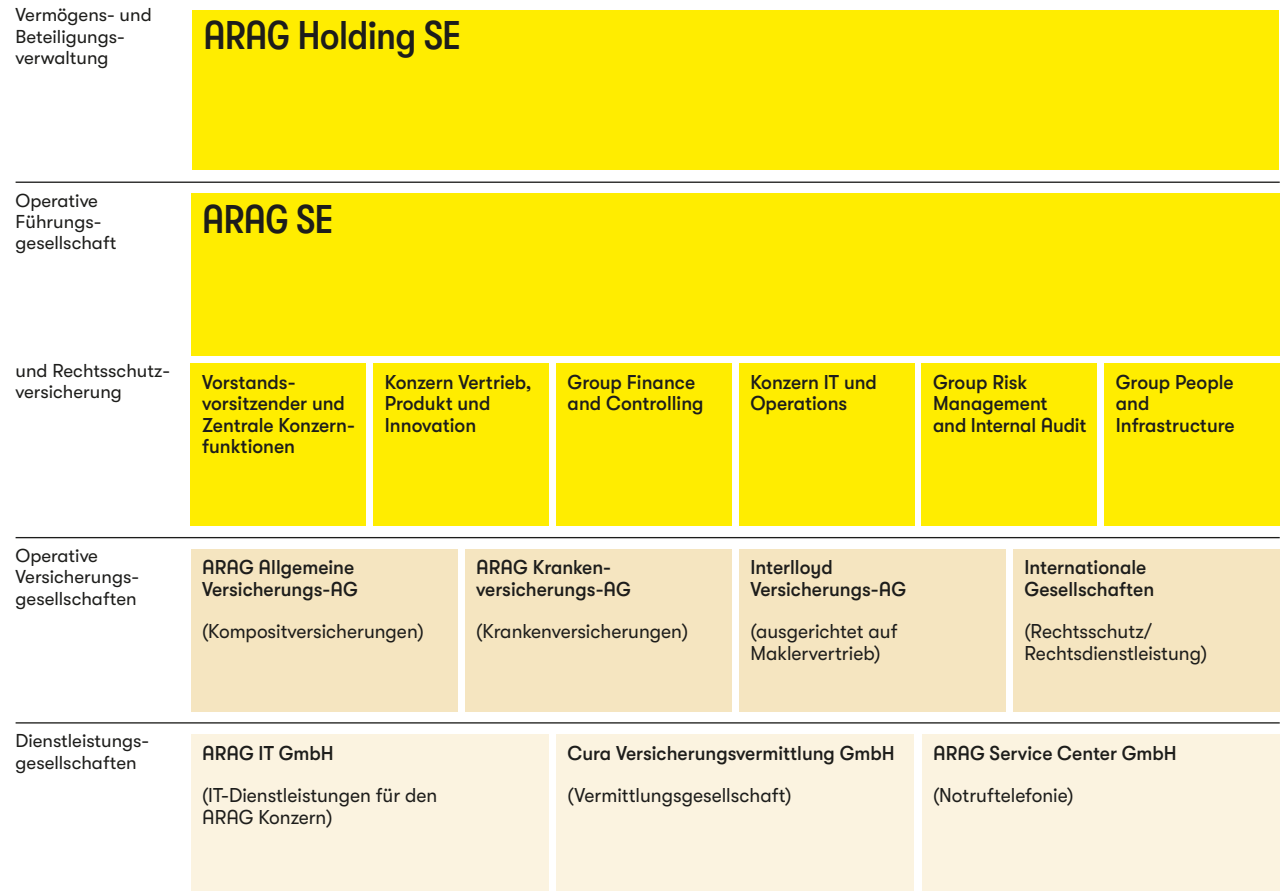 Vermögens- und
Beteiligungs-
verwaltung
ARAG Holding SE
Operative
Führungs-
gesellschaft
ARAG SE
und Rechtsschutz-
versicherung
Vorstands-
vorsitzender und
Zentrale Konzern-
funktionen
Konzern Vertrieb,
Produkt und
Innovation
Group Finance
and Controlling
Konzern IT und
Operations
Group Risk
Management
and Internal Audit
Group People
and
Infrastructure
Operative
Versicherungs-
gesellschaften
ARAG Allgemeine
Versicherungs-AG
(Kompositversicherungen)
ARAG Kranken-
versicherungs-AG
(Krankenversicherungen)
Interlloyd
Versicherungs-AG
(ausgerichtet auf
Maklervertrieb)
Internationale
Gesellschaften
(Rechtsschutz/
Rechtsdienstleistung)
Dienstleistungs-
gesellschaften
ARAG IT GmbH
(IT-Dienstleistungen für den
ARAG Konzern)
Cura Versicherungsvermittlung GmbH
(Vermittlungsgesellschaft)
ARAG Service Center GmbH
(Notruftelefonie)